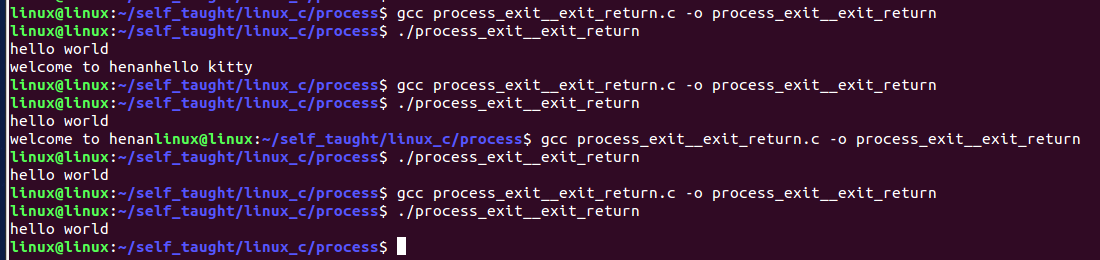 linux@linux:~/self_taught/linux_c/process$ gcc process_exit__exit_return.c -o process_exit__exit_return
linux@linux:~/self_taught/linux_c/process$ ./process_exit__exit_return
hello world
welcome to henanhello kitty
linux@linux:~/self_taught/linux_c/process$ gcc process_exit__exit_return.c -o process_exit__exit_return
linux@linux:~/self_taught/linux_c/process$ ./process_exit__exit_return
hello world
welcome to henanlinux@linux:~/self_taught/linux_c/process$ gcc process_exit__exit_return.c -o process_exit__exit_return
linux@linux:~/self_taught/linux_c/process$ ./process_exit__exit_return
hello world
linux@linux:~/self_taught/linux_c/process$ gcc process_exit__exit_return.c -o process_exit__exit_return
linux@linux:~/self_taught/linux_c/process$ ./process_exit__exit_return
hello world
linux@linux:~/self_taught/linux_c/process$